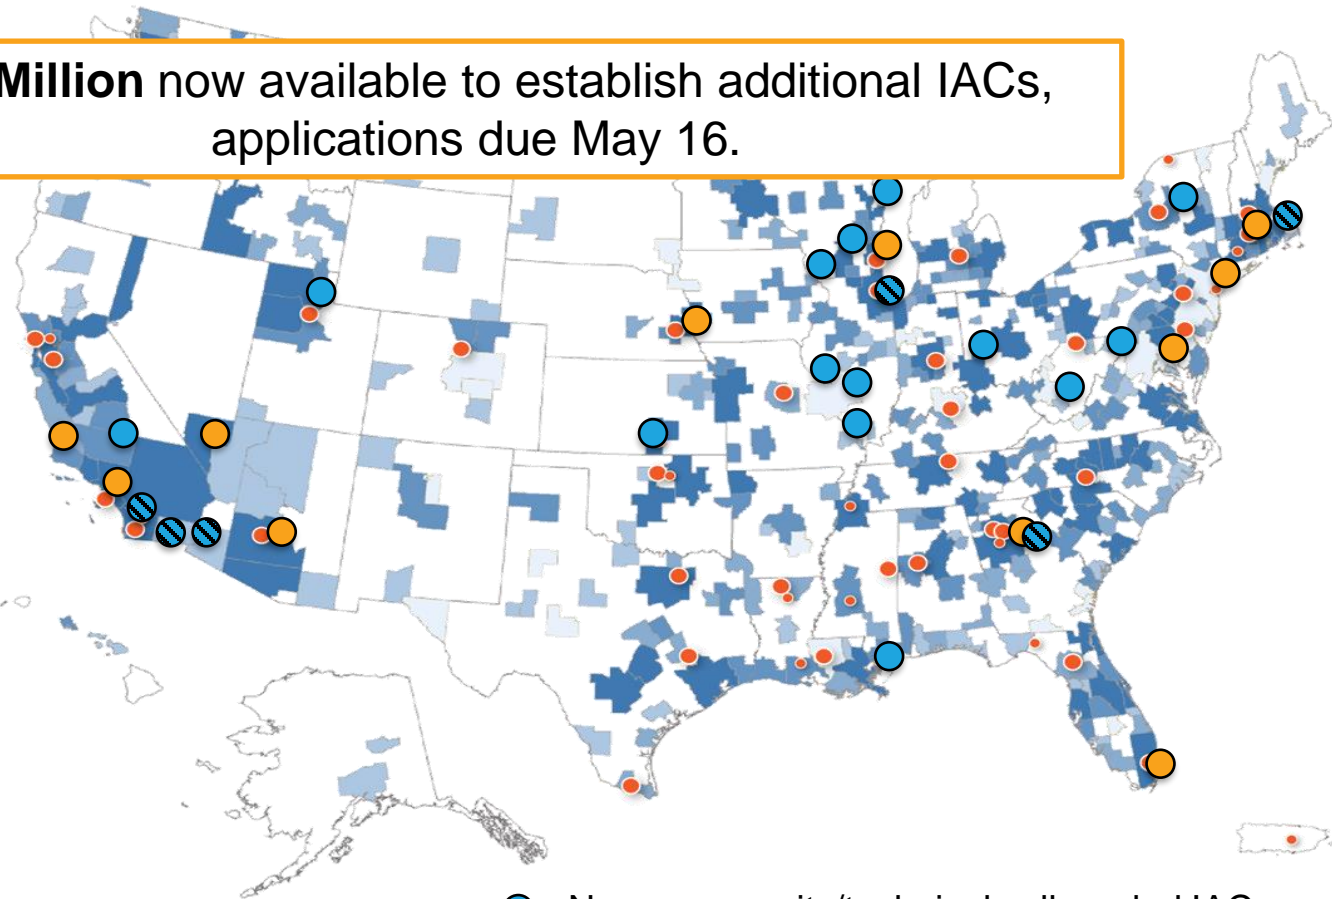 Million now available to establish additional IACs,
applications due May 16.